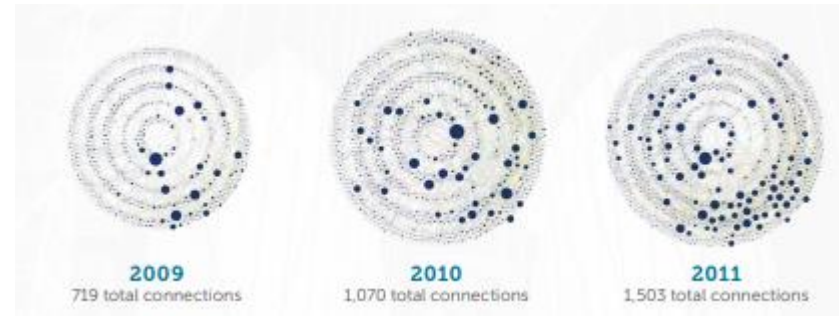 2009
719 total connections
2010
1,070 total connections
2011
1,503 total connections